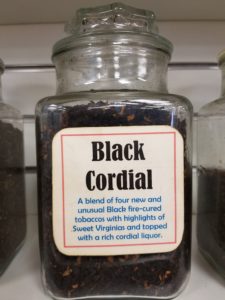 Black
Cordial
A blend of four new and
unusual Black fire-cured
tobaccos with highlights of
Sweet Virginias and topped
with a rich cordial liquor.